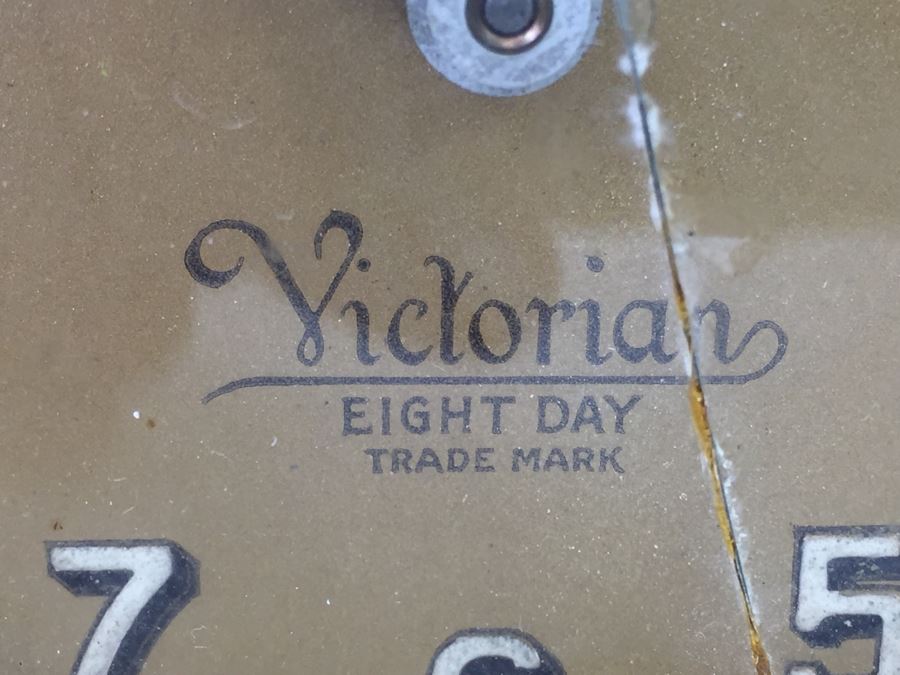 Victorian
EIGHT DAY
TRADE MARK
7 6 5